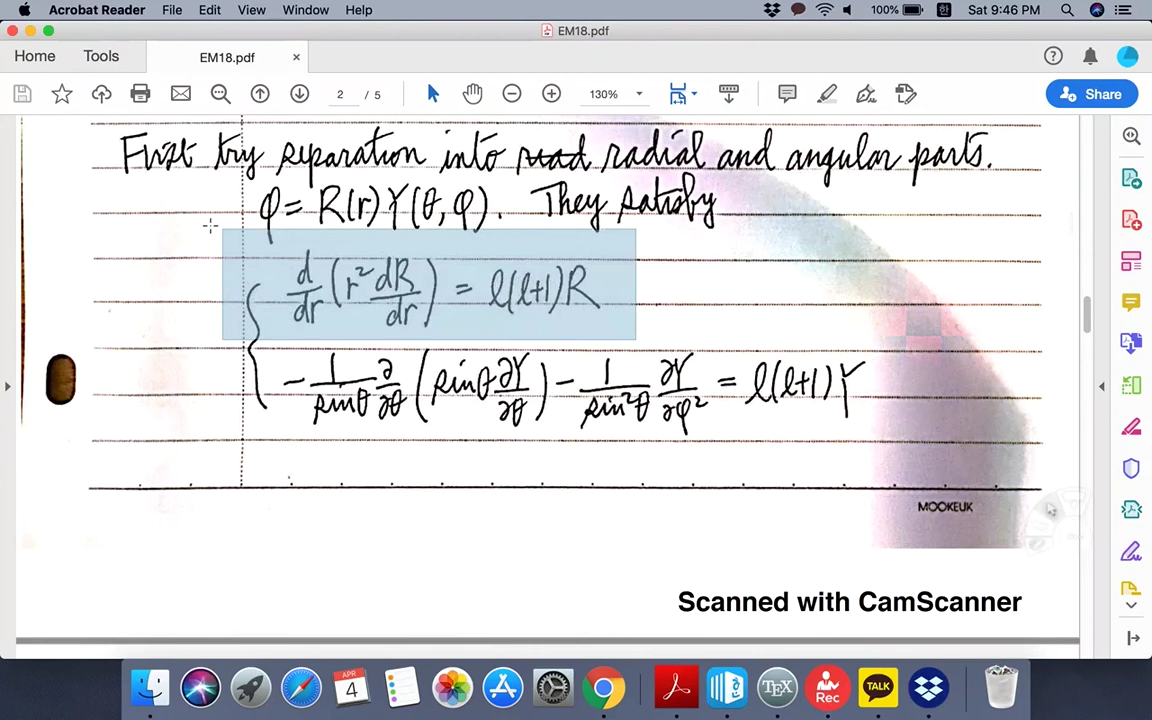 Acrobat Reader File Edit View Window Help 100% 한 Sat 9:46 PM
EM18.pdf
Home Tools EM18.pdf ×
2 / 5 130% Share
First try separation into radial and angular parts.
φ = R(r)Y(θ,φ). They satisfy
d/dr (r² dR/dr) = l(l+1)R
- 1/sinθ ∂/∂θ (sinθ ∂Y/∂θ) - 1/sin²θ ∂Y/∂φ² = l(l+1)Y
MOOKEUK
Scanned with CamScanner
APR
4
TEX
Rec
TALK